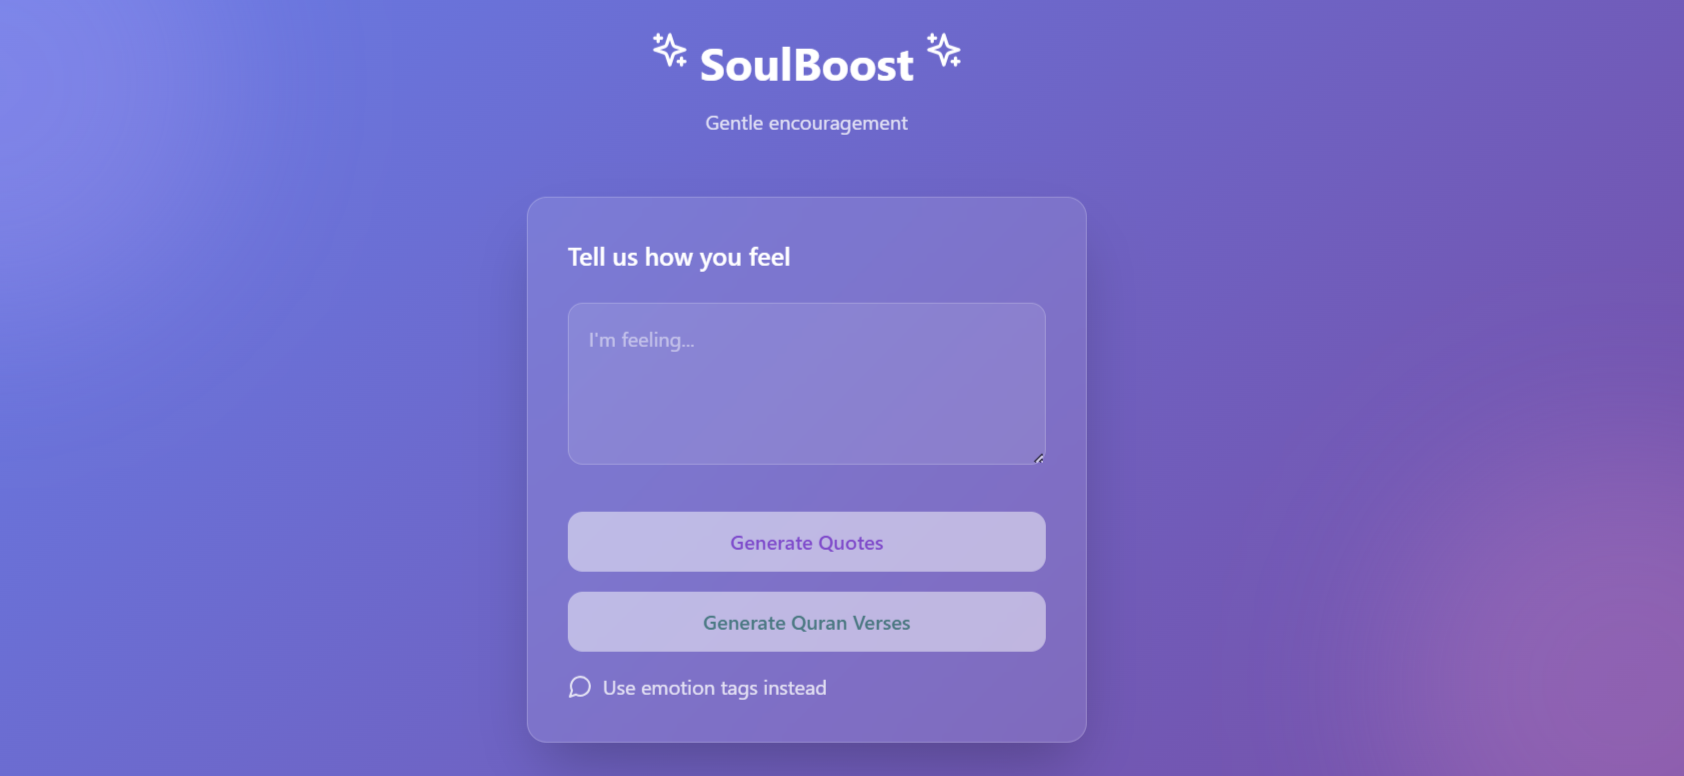 SoulBoost
Gentle encouragement
Tell us how you feel
I'm feeling...
Generate Quotes
Generate Quran Verses
Use emotion tags instead